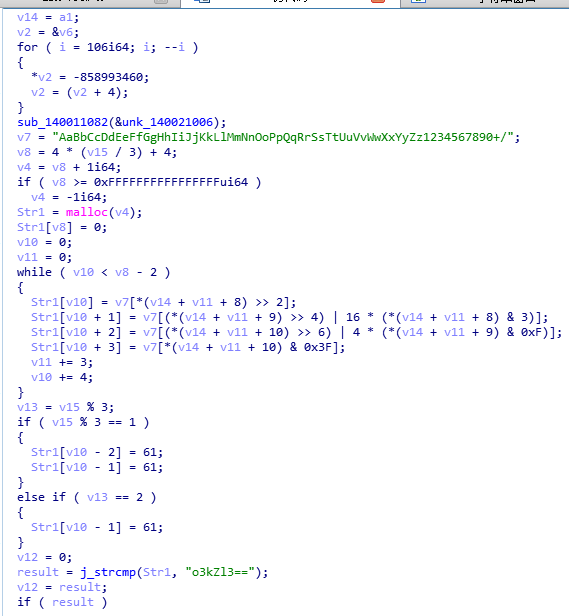 v14 = a1;
v2 = &v6;
for ( i = 106i64; i; --i )
{
*v2 = -858993460;
v2 = (v2 + 4);
}
sub_140011082(&unk_140021006);
v7 = "AaBbCcDdEeFfGgHhIiJjKkLlMmNnOoPpQqRrSsTtUuVvWwXxYyZz1234567890+/";
v8 = 4 * (v15 / 3) + 4;
v4 = v8 + 1i64;
if ( v8 >= 0xFFFFFFFFFFFFFFFFui64 )
v4 = -1i64;
Str1 = malloc(v4);
Str1[v8] = 0;
v10 = 0;
v11 = 0;
while ( v10 < v8 - 2 )
{
Str1[v10] = v7[*(v14 + v11 + 8) >> 2];
Str1[v10 + 1] = v7[(*(v14 + v11 + 9) >> 4) | 16 * (*(v14 + v11 + 8) & 3)];
Str1[v10 + 2] = v7[(*(v14 + v11 + 10) >> 6) | 4 * (*(v14 + v11 + 9) & 0xF)];
Str1[v10 + 3] = v7[*(v14 + v11 + 10) & 0x3F];
v11 += 3;
v10 += 4;
}
v13 = v15 % 3;
if ( v15 % 3 == 1 )
{
Str1[v10 - 2] = 61;
Str1[v10 - 1] = 61;
}
else if ( v13 == 2 )
{
Str1[v10 - 1] = 61;
}
v12 = 0;
result = j_strcmp(Str1, "o3kZl3==");
v12 = result;
if ( result )